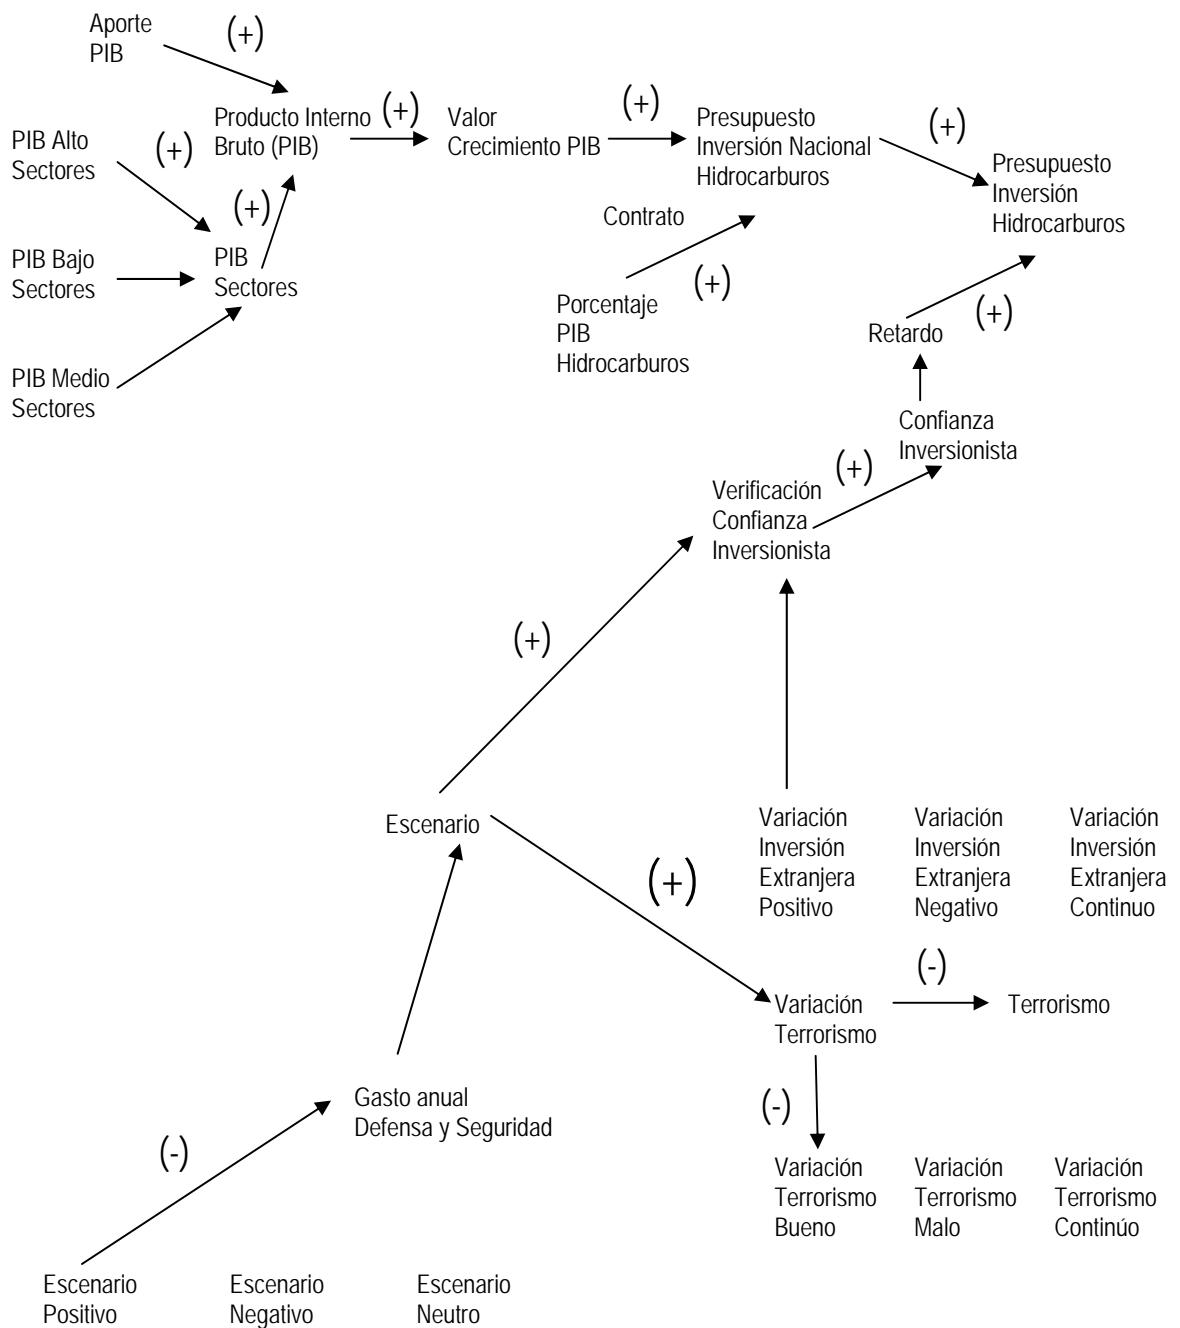 Aporte
PIB
(+)
Producto Interno
Bruto (PIB)
(+)
Valor
Crecimiento PIB
(+)
Presupuesto
Inversión Nacional
Hidrocarburos
(+)
Presupuesto
Inversión
Hidrocarburos
PIB Alto
Sectores
(+)
(+)
PIB Bajo
Sectores
PIB
Sectores
PIB Medio
Sectores
Contrato
(+)
Porcentaje
PIB
Hidrocarburos
Retardo
(+)
Confianza
Inversionista
(+)
Verificación
Confianza
Inversionista
(+)
Escenario
(+)
Variación
Inversión
Extranjera
Positivo
Variación
Inversión
Extranjera
Negativo
Variación
Inversión
Extranjera
Continuo
Variación
Terrorismo
(-)
Terrorismo
(-)
Gasto anual
Defensa y Seguridad
(-)
Variación
Terrorismo
Bueno
Variación
Terrorismo
Malo
Variación
Terrorismo
Continúo
Escenario
Positivo
Escenario
Negativo
Escenario
Neutro